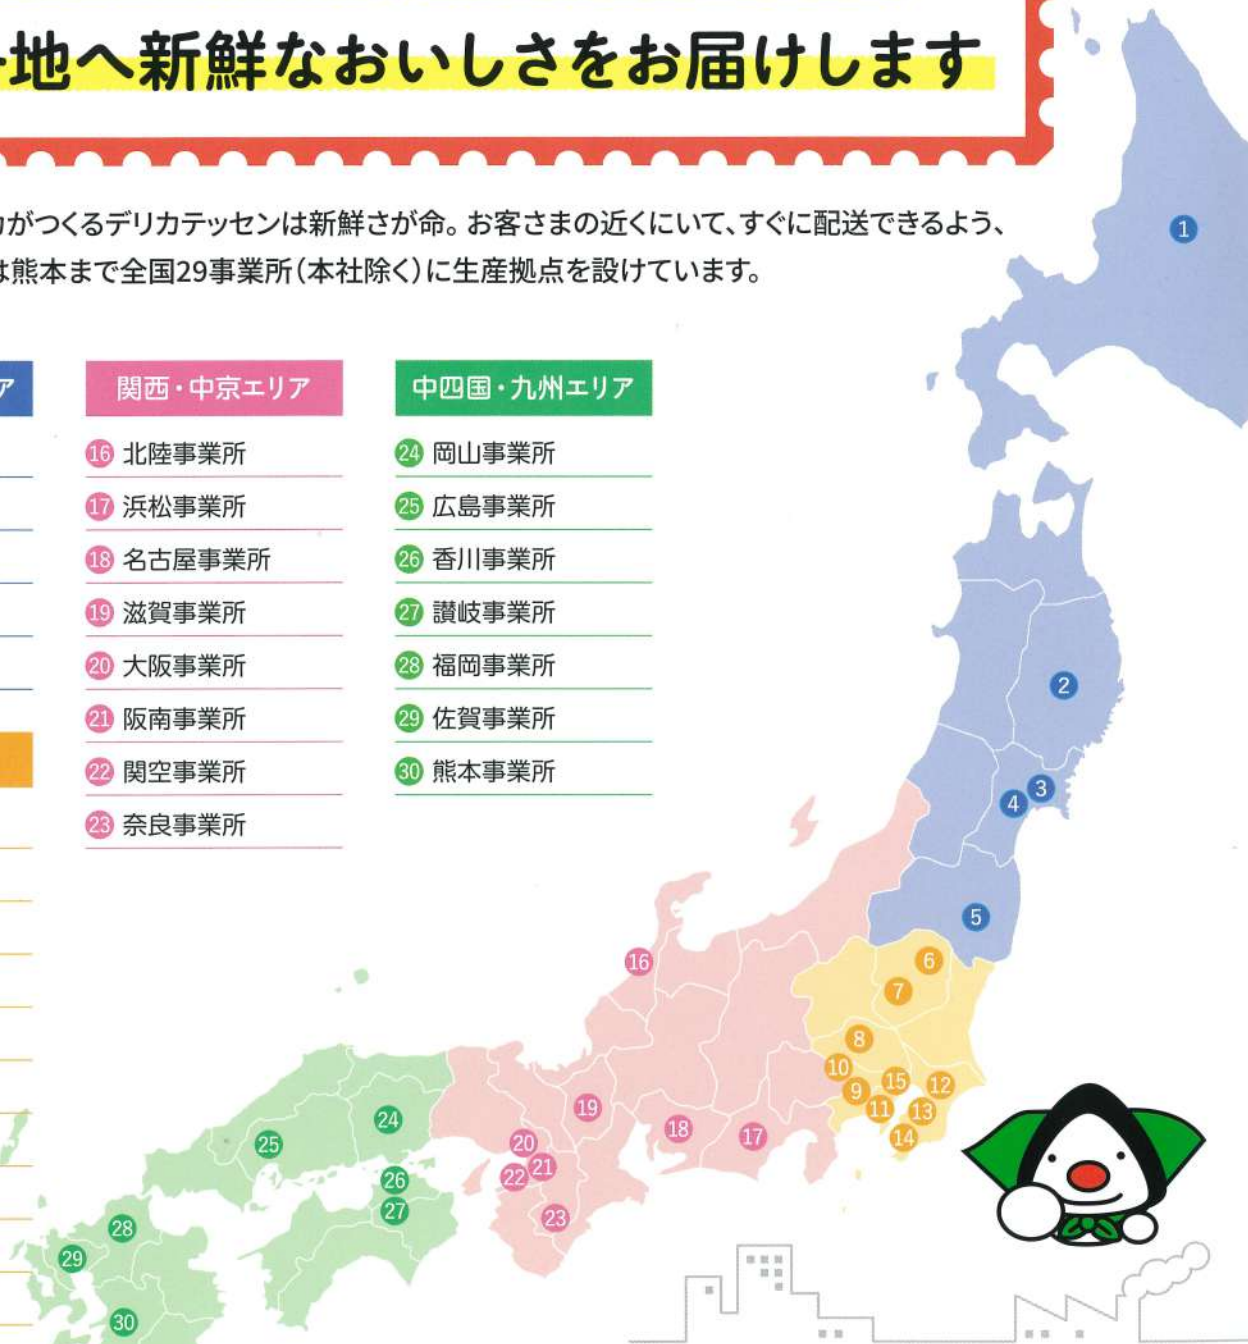 地へ新鮮なおいしさをお届けします
がつくるデリカテッセンは新鮮さが命。お客さまの近くにいて、すぐに配送できるよう、
は熊本まで全国29事業所(本社除く)に生産拠点を設けています。
ア
関西・中京エリア
16 北陸事業所
17 浜松事業所
18 名古屋事業所
19 滋賀事業所
20 大阪事業所
21 阪南事業所
22 関空事業所
23 奈良事業所
中四国・九州エリア
24 岡山事業所
25 広島事業所
26 香川事業所
27 讃岐事業所
28 福岡事業所
29 佐賀事業所
30 熊本事業所
1
2
3
4
5
6
7
8
10
9
15
12
11
13
14
16
19
18
17
20
21
22
23
24
25
26
27
28
29
30